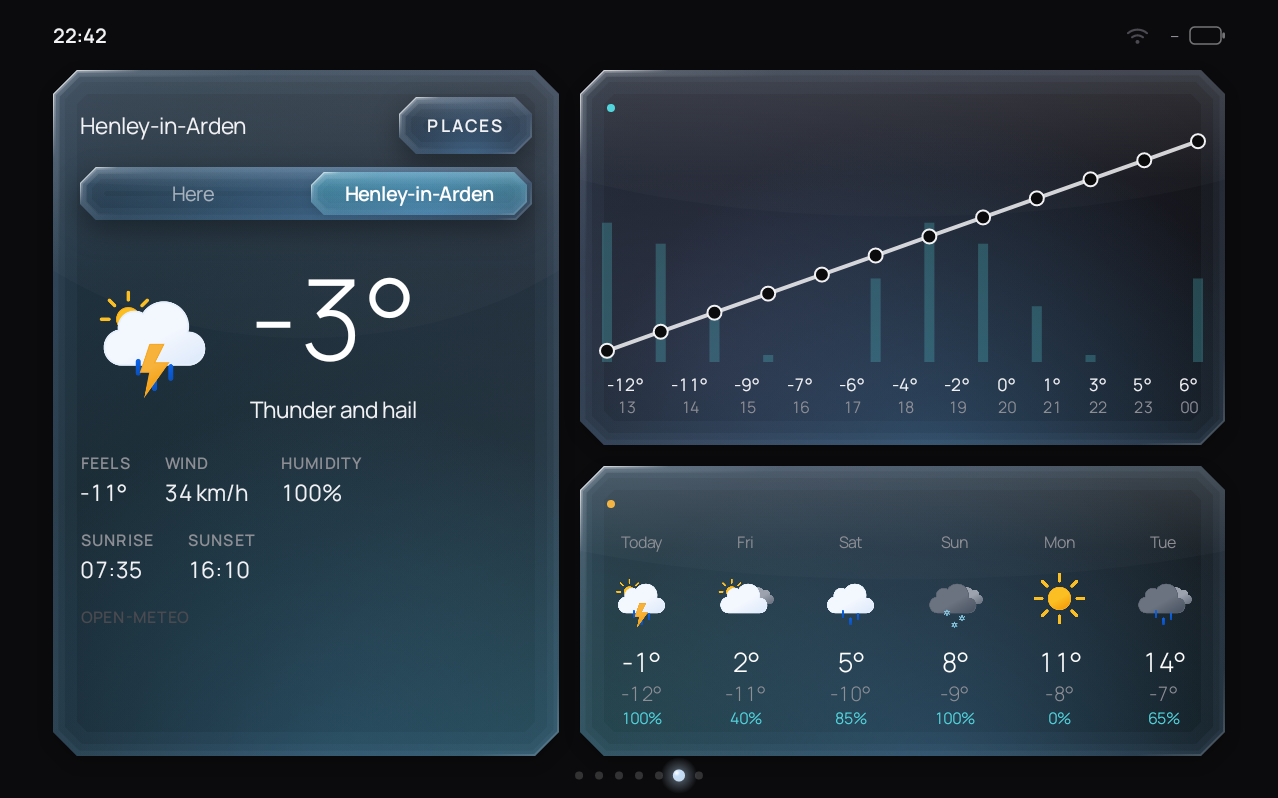 22:42
–
Henley-in-Arden
PLACES
Here
Henley-in-Arden
-3°
Thunder and hail
FEELS WIND HUMIDITY
-11° 34 km/h 100%
SUNRISE SUNSET
07:35 16:10
OPEN-METEO
-12° -11° -9° -7° -6° -4° -2° 0° 1° 3° 5° 6°
13 14 15 16 17 18 19 20 21 22 23 00
Today Fri Sat Sun Mon Tue
-1° 2° 5° 8° 11° 14°
-12° -11° -10° -9° -8° -7°
100% 40% 85% 100% 0% 65%